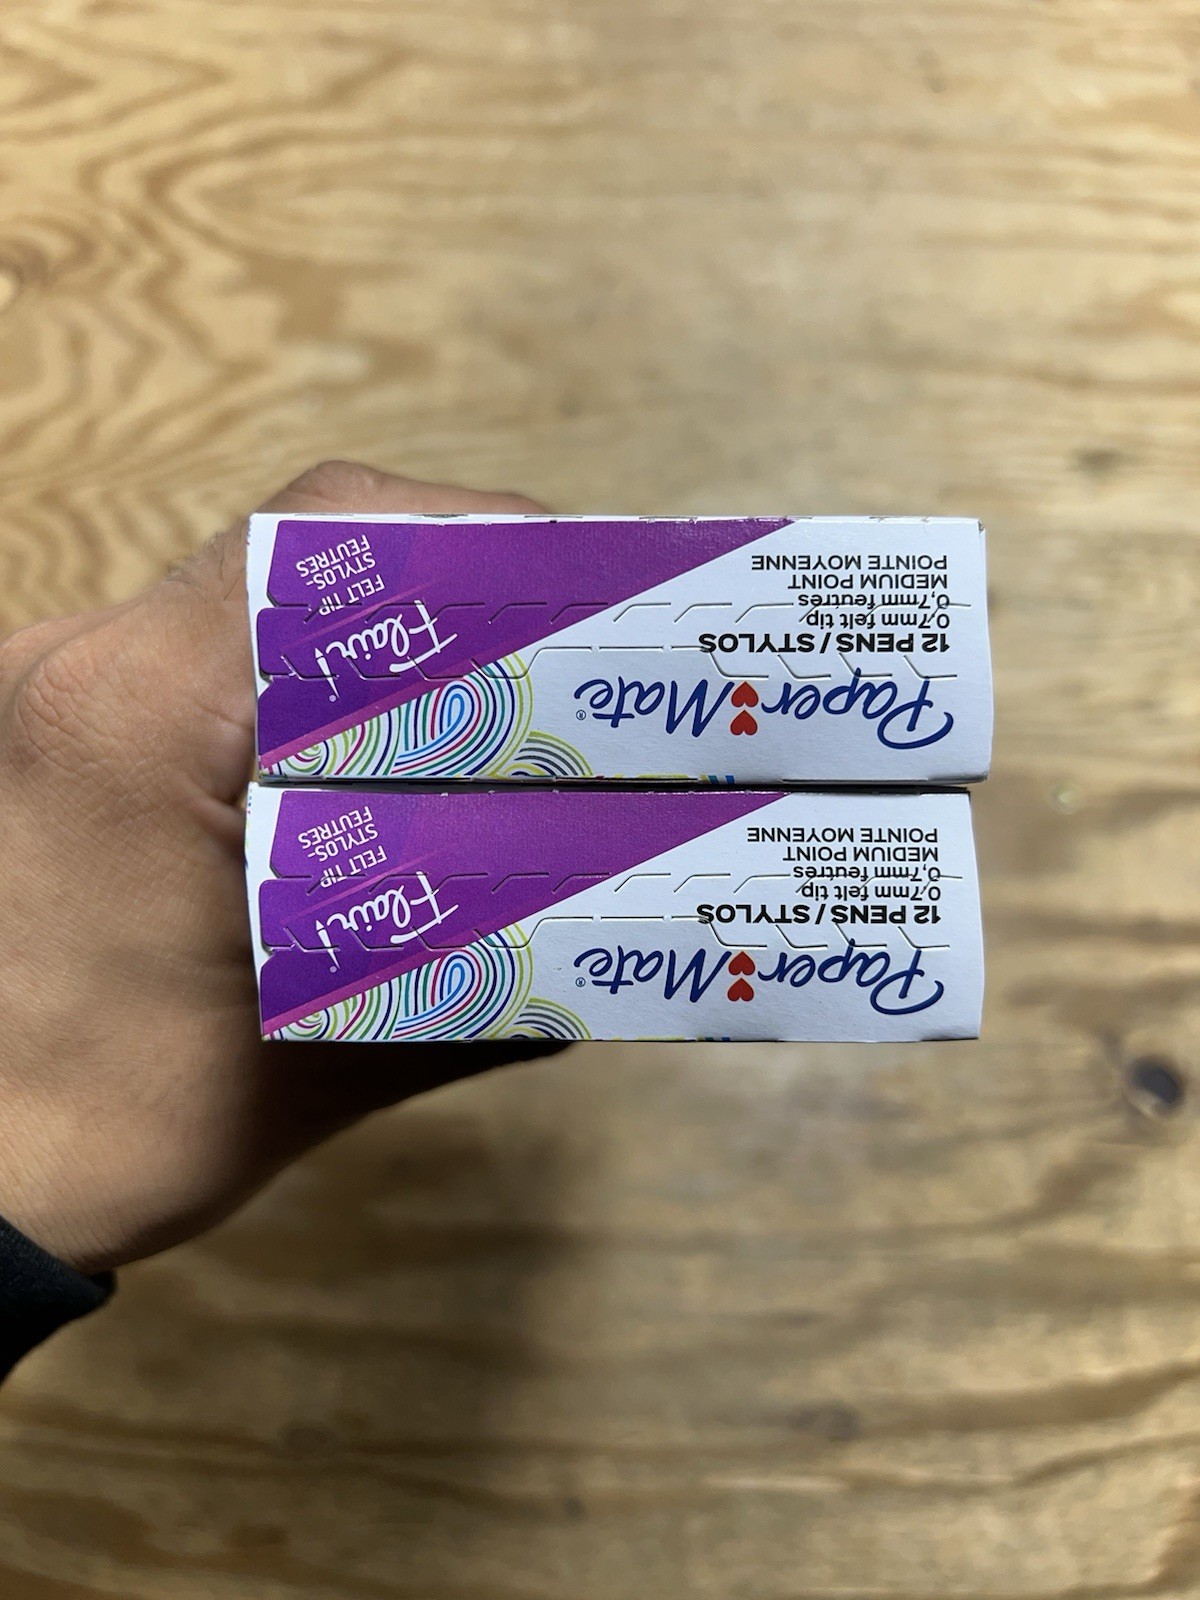 Paper Mate®
12 PENS / STYLOS
0,7mm felt tip
0,7mm feutres
MEDIUM POINT
POINTE MOYENNE
Flair!
FELT TIP
STYLOS-
FEUTRES
Paper Mate®
12 PENS / STYLOS
0,7mm felt tip
0,7mm feutres
MEDIUM POINT
POINTE MOYENNE
Flair!
FELT TIP
STYLOS-
FEUTRES